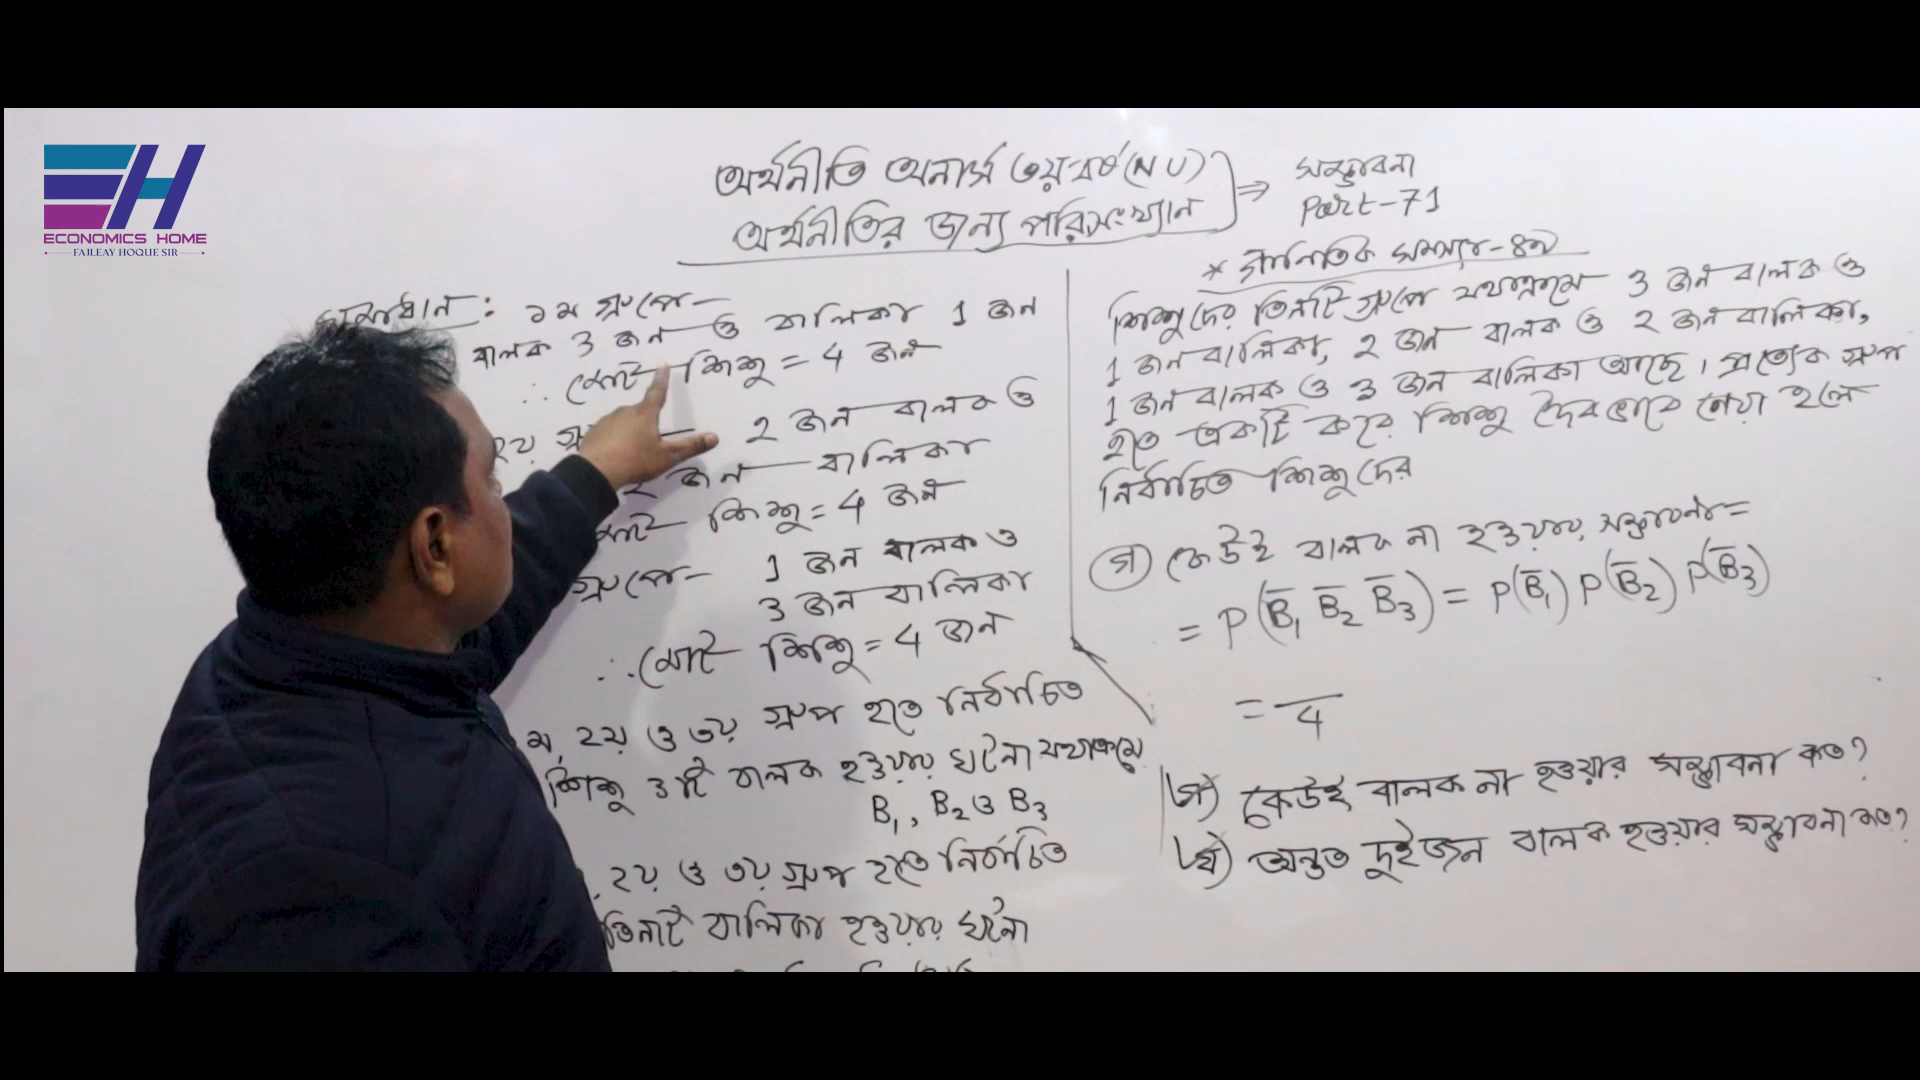 ECONOMICS HOME
FAJLEAY HOQUE SIR
অর্থনীতি অনার্স ৩য় বর্ষ (NU)
অর্থনীতির জন্য পরিসংখ্যান
⇒ সম্ভাবনা
Part-71
সমাধান: ১ম গ্রুপে-
বালক 3 জন ও বালিকা 1 জন
∴ মোট শিশু = 4 জন
২য় 2 জন বালক ও
2 জন বালিকা
মোট শিশু = 4 জন
গ্রুপে- 1 জন বালক ও
3 জন বালিকা
∴ মোট শিশু = 4 জন
ম, ২য় ও ৩য় গ্রুপ হতে নির্বাচিত
শিশু ৩টি বালক হওয়ার ঘটনা যথাক্রমে
B₁, B₂ ও B₃
, ২য় ও ৩য় গ্রুপ হতে নির্বাচিত
তিনটি বালিকা হওয়ার ঘটনা
* গানিতিক সমস্যা-
শিশুদের তিনটি গ্রুপে যথাক্রমে 3 জন বালক ও
1 জন বালিকা, 2 জন বালক ও 2 জন বালিকা,
1 জন বালক ও 3 জন বালিকা আছে। প্রত্যেক গ্রুপ
হতে একটি করে শিশু দৈবভাবে নেয়া হলে
নির্বাচিত শিশুদের
গ) কেউই বালক না হওয়ার সম্ভাবনা =
= P(B̅₁ B̅₂ B̅₃) = P(B̅₁) P(B̅₂) P(B̅₃)
= /4
গ) কেউই বালক না হওয়ার সম্ভাবনা কত?
ঘ) অন্তত দুইজন বালক হওয়ার সম্ভাবনা কত?